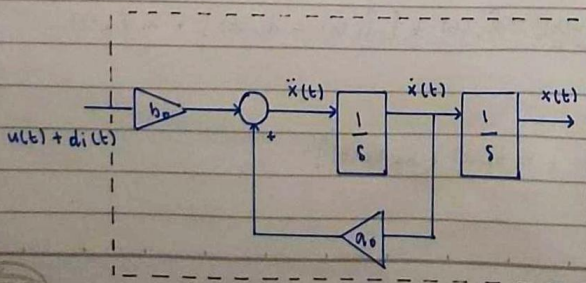 ẍ(t)
ẋ(t)
x(t)
b₀
1/s
1/s
u(t) + di(t)
+
a₀